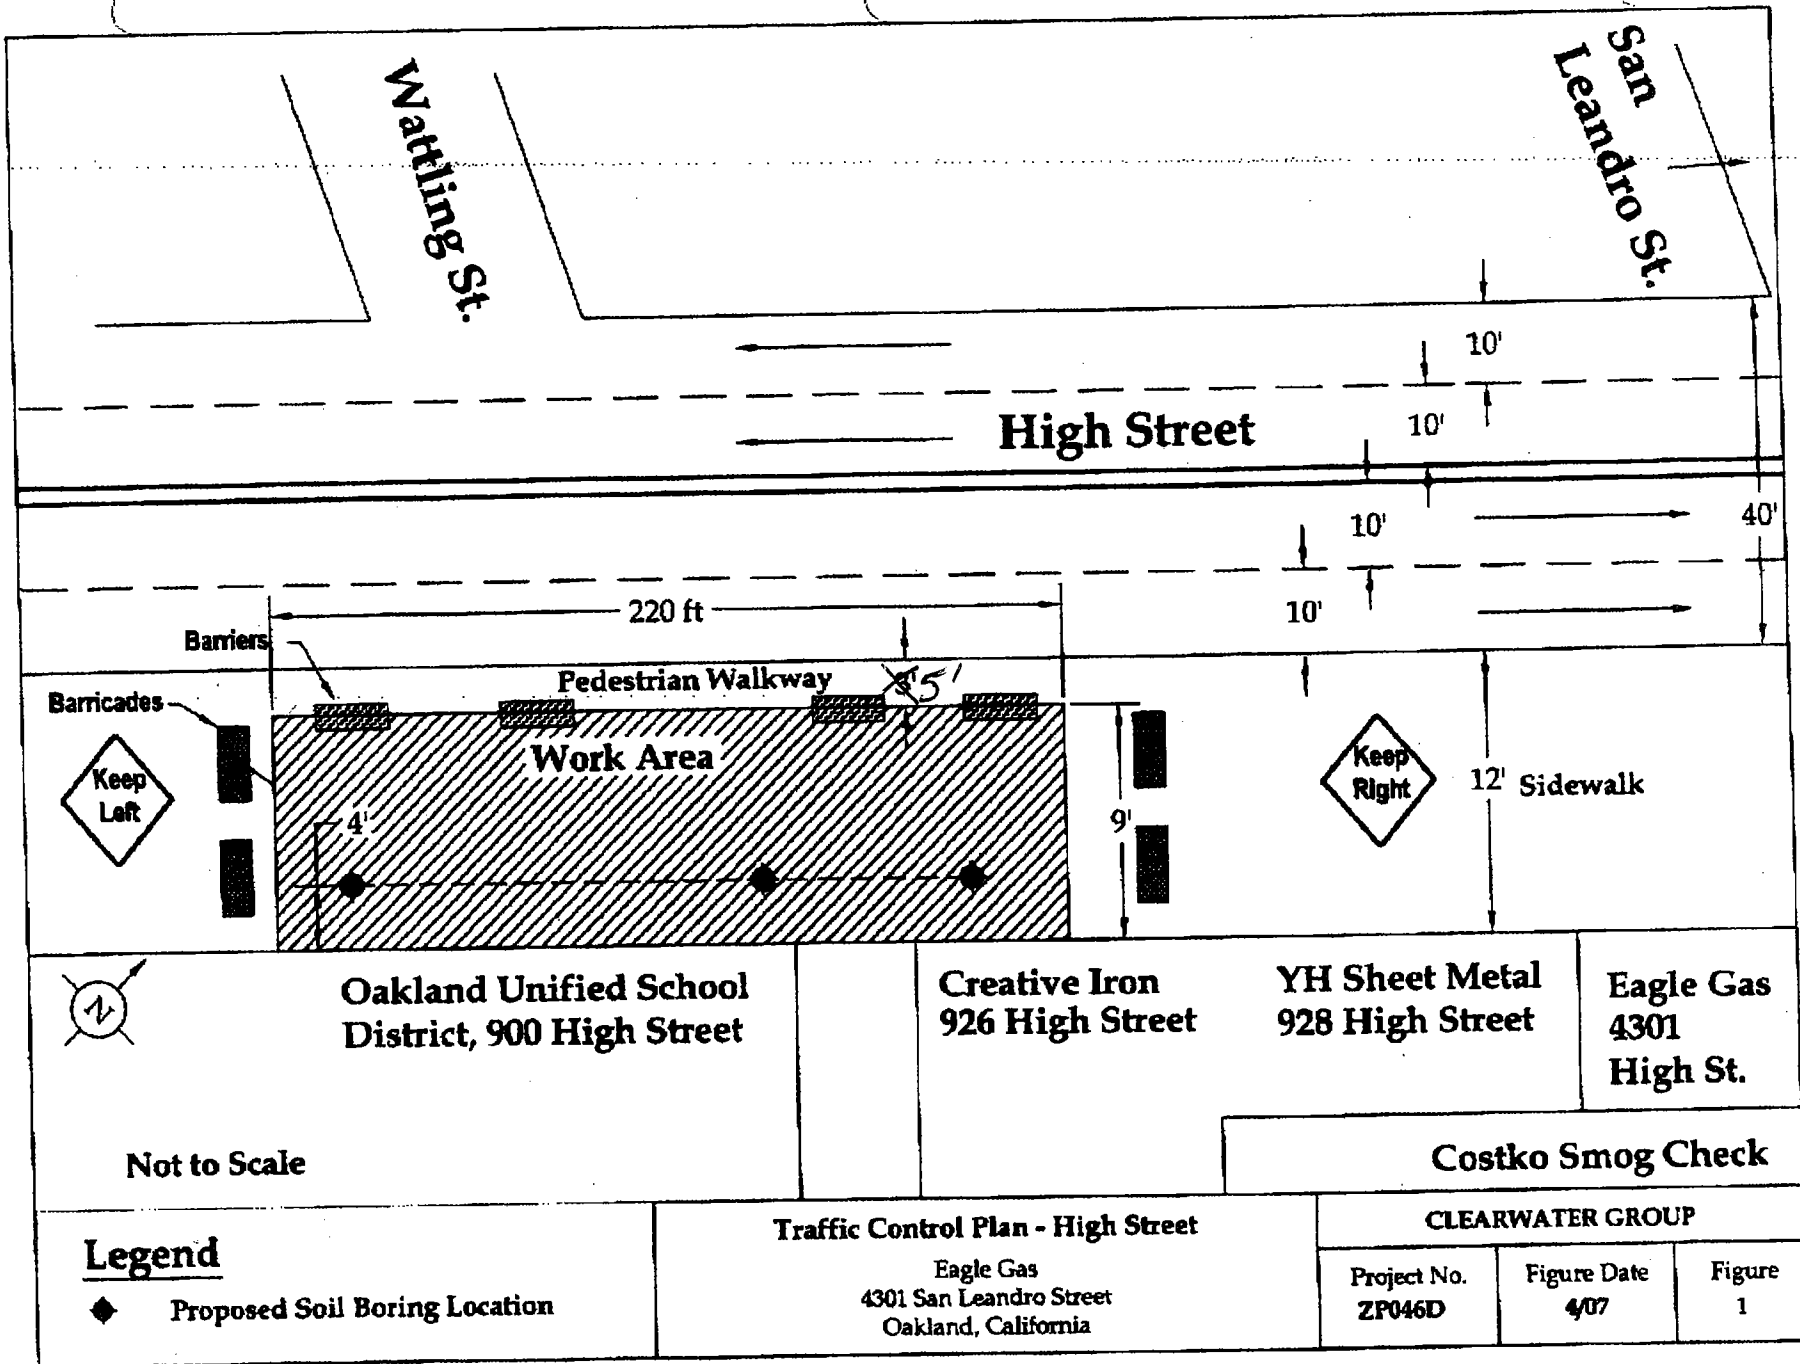 Wattling St.
San
Leandro St.
10'
High Street
10'
10'
40'
220 ft
10'
Barriers
Pedestrian Walkway
3' 5'
Barricades
Work Area
Keep
Left
4'
9'
Keep
Right
12' Sidewalk
N
Oakland Unified School
District, 900 High Street
Creative Iron
926 High Street
YH Sheet Metal
928 High Street
Eagle Gas
4301
High St.
Not to Scale
Costko Smog Check
Legend
Proposed Soil Boring Location
Traffic Control Plan - High Street
Eagle Gas
4301 San Leandro Street
Oakland, California
CLEARWATER GROUP
Project No.
ZP046D
Figure Date
4/07
Figure
1